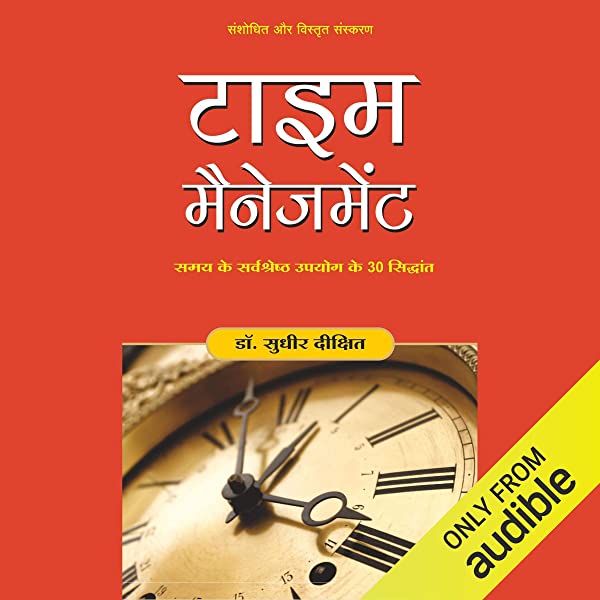 संशोधित और विस्तृत संस्करण
टाइम
मैनेजमेंट
समय के सर्वश्रेष्ठ उपयोग के 30 सिद्धांत
डॉ. सुधीर दीक्षित
ONLY FROM
audible